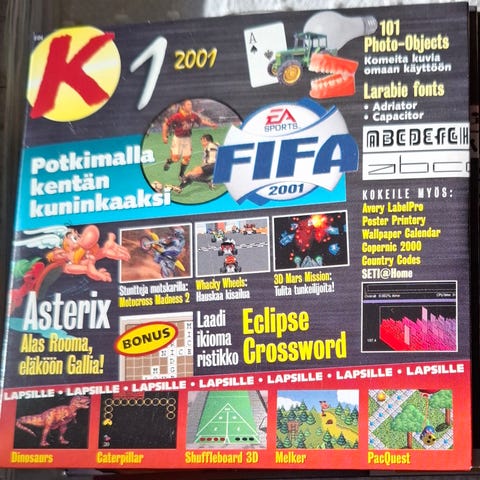 K
1
2001
101
Photo-Objects
Komeita kuvia
omaan käyttöön
Larabie fonts
• Adriator
• Capacitor
ABCDEFGH
abc
EA
SPORTS
FIFA
2001
Potkimalla
kentän
kuninkaaksi
KOKEILE MYÖS:
Avery LabelPro
Poster Printery
Wallpaper Calendar
Copernic 2000
Country Codes
SETI@Home
Stuntteja motskarilla:
Motocross Madness 2
Whacky Wheels:
Hauskaa kisailua
3D Mars Mission:
Tulita tunkeilijoita!
Asterix
Alas Rooma,
eläköön Gallia!
BONUS
Laadi
ikioma
ristikko
Eclipse
Crossword
LAPSILLE • LAPSILLE • LAPSILLE • LAPSILLE • LAPSILLE • LAPSILLE • LAPSILLE
Dinosaurs
Caterpillar
Shuffleboard 3D
Melker
PacQuest